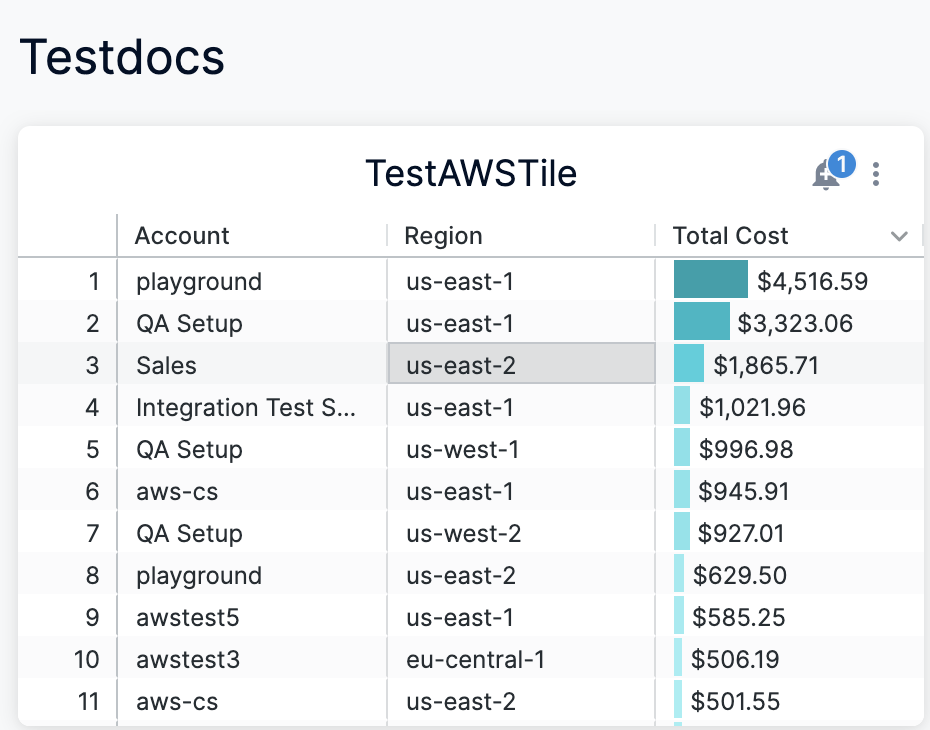 Testdocs
TestAWSTile 1
Account Region Total Cost
1 playground us-east-1 $4,516.59
2 QA Setup us-east-1 $3,323.06
3 Sales us-east-2 $1,865.71
4 Integration Test S... us-east-1 $1,021.96
5 QA Setup us-west-1 $996.98
6 aws-cs us-east-1 $945.91
7 QA Setup us-west-2 $927.01
8 playground us-east-2 $629.50
9 awstest5 us-east-1 $585.25
10 awstest3 eu-central-1 $506.19
11 aws-cs us-east-2 $501.55